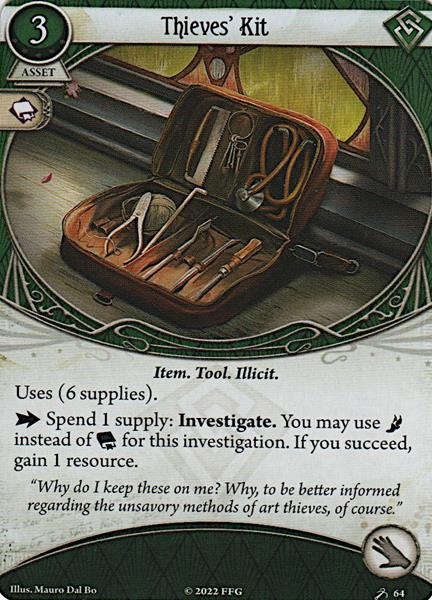 3
Thieves' Kit
ASSET
Item. Tool. Illicit.
Uses (6 supplies).
Spend 1 supply: Investigate. You may use
instead of for this investigation. If you succeed,
gain 1 resource.
“Why do I keep these on me? Why, to be better informed
regarding the unsavory methods of art thieves, of course.”
Illus. Mauro Dal Bo
© 2022 FFG
64